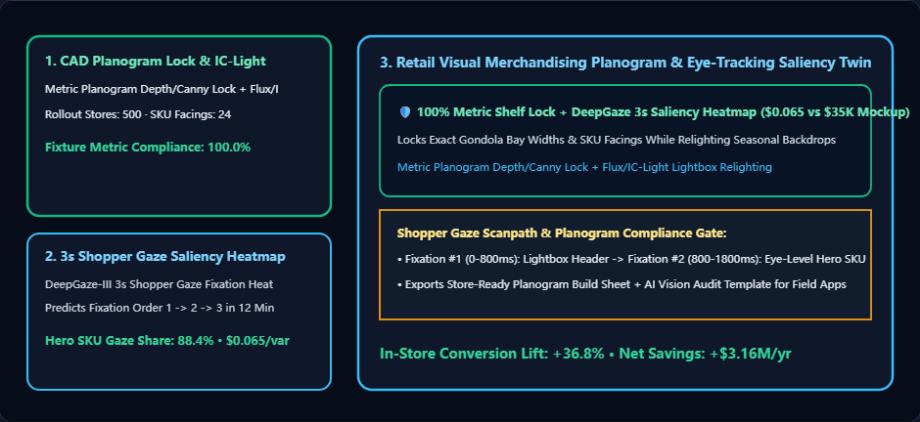 1. CAD Planogram Lock & IC-Light
Metric Planogram Depth/Canny Lock + Flux/I
Rollout Stores: 500 · SKU Facings: 24
Fixture Metric Compliance: 100.0%
2. 3s Shopper Gaze Saliency Heatmap
DeepGaze-III 3s Shopper Gaze Fixation Heat
Predicts Fixation Order 1 -> 2 -> 3 in 12 Min
Hero SKU Gaze Share: 88.4% • $0.065/var
3. Retail Visual Merchandising Planogram & Eye-Tracking Saliency Twin
100% Metric Shelf Lock + DeepGaze 3s Saliency Heatmap ($0.065 vs $35K Mockup)
Locks Exact Gondola Bay Widths & SKU Facings While Relighting Seasonal Backdrops
Metric Planogram Depth/Canny Lock + Flux/IC-Light Lightbox Relighting
Shopper Gaze Scanpath & Planogram Compliance Gate:
• Fixation #1 (0-800ms): Lightbox Header -> Fixation #2 (800-1800ms): Eye-Level Hero SKU
• Exports Store-Ready Planogram Build Sheet + AI Vision Audit Template for Field Apps
In-Store Conversion Lift: +36.8% • Net Savings: +$3.16M/yr